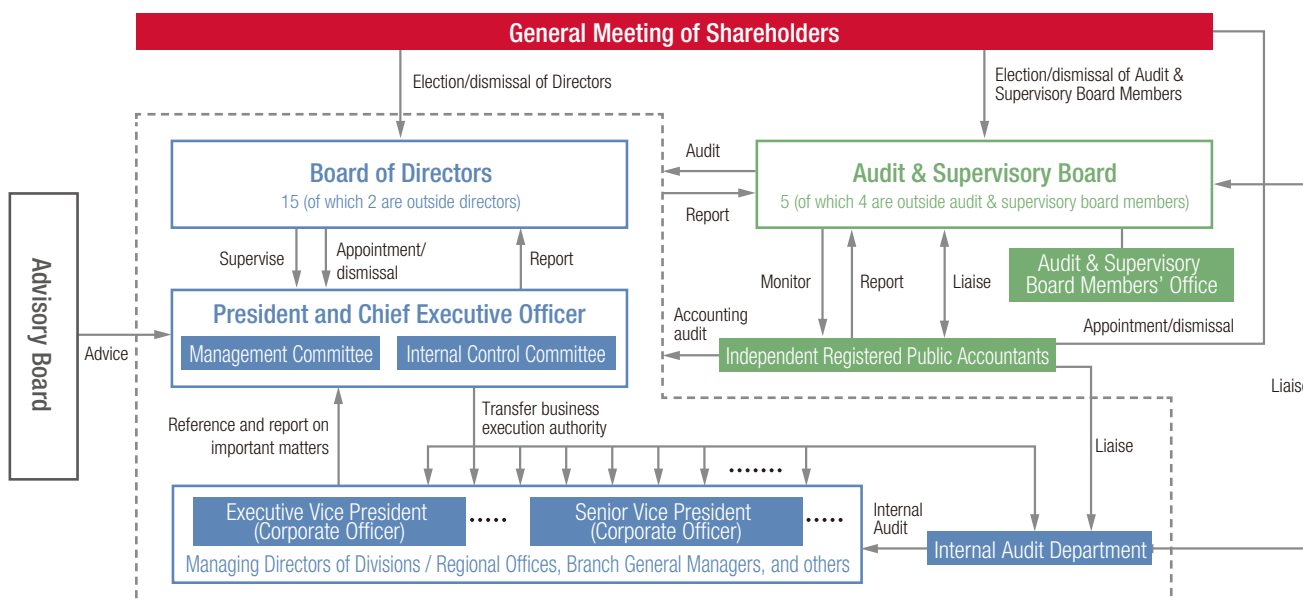 General Meeting of Shareholders
Election/dismissal of Directors
Election/dismissal of Audit &
Supervisory Board Members
Board of Directors
15 (of which 2 are outside directors)
Audit
Report
Audit & Supervisory Board
5 (of which 4 are outside audit & supervisory board members)
Supervise
Appointment/
dismissal
Report
Monitor
Report
Liaise
Audit & Supervisory
Board Members' Office
Advisory Board
Advice
President and Chief Executive Officer
Management Committee
Internal Control Committee
Accounting
audit
Independent Registered Public Accountants
Appointment/dismissal
Liaise
Reference and report on
important matters
Transfer business
execution authority
Liaise
.......
Executive Vice President
(Corporate Officer)
.....
Senior Vice President
(Corporate Officer)
.....
Managing Directors of Divisions / Regional Offices, Branch General Managers, and others
Internal
Audit
Internal Audit Department